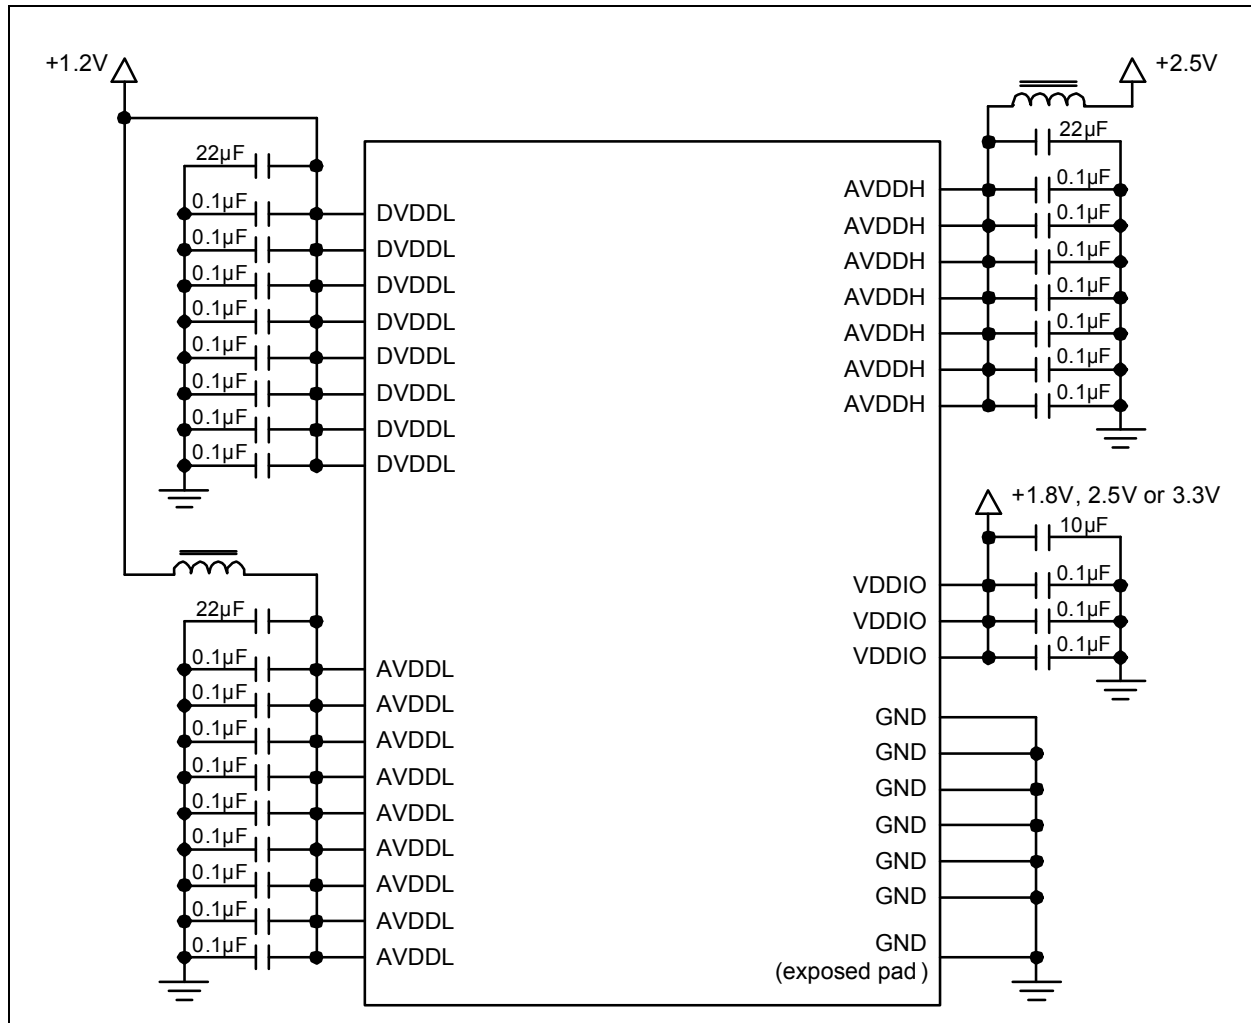 +1.2V
22µF
0.1µF
DVDDL
0.1µF
DVDDL
0.1µF
DVDDL
0.1µF
DVDDL
0.1µF
DVDDL
0.1µF
DVDDL
0.1µF
DVDDL
0.1µF
DVDDL
22µF
0.1µF
AVDDL
0.1µF
AVDDL
0.1µF
AVDDL
0.1µF
AVDDL
0.1µF
AVDDL
0.1µF
AVDDL
0.1µF
AVDDL
0.1µF
AVDDL
0.1µF
AVDDL
+2.5V
22µF
AVDDH
0.1µF
AVDDH
0.1µF
AVDDH
0.1µF
AVDDH
0.1µF
AVDDH
0.1µF
AVDDH
0.1µF
AVDDH
0.1µF
+1.8V, 2.5V or 3.3V
10µF
VDDIO
0.1µF
VDDIO
0.1µF
VDDIO
0.1µF
GND
GND
GND
GND
GND
GND
GND
(exposed pad)